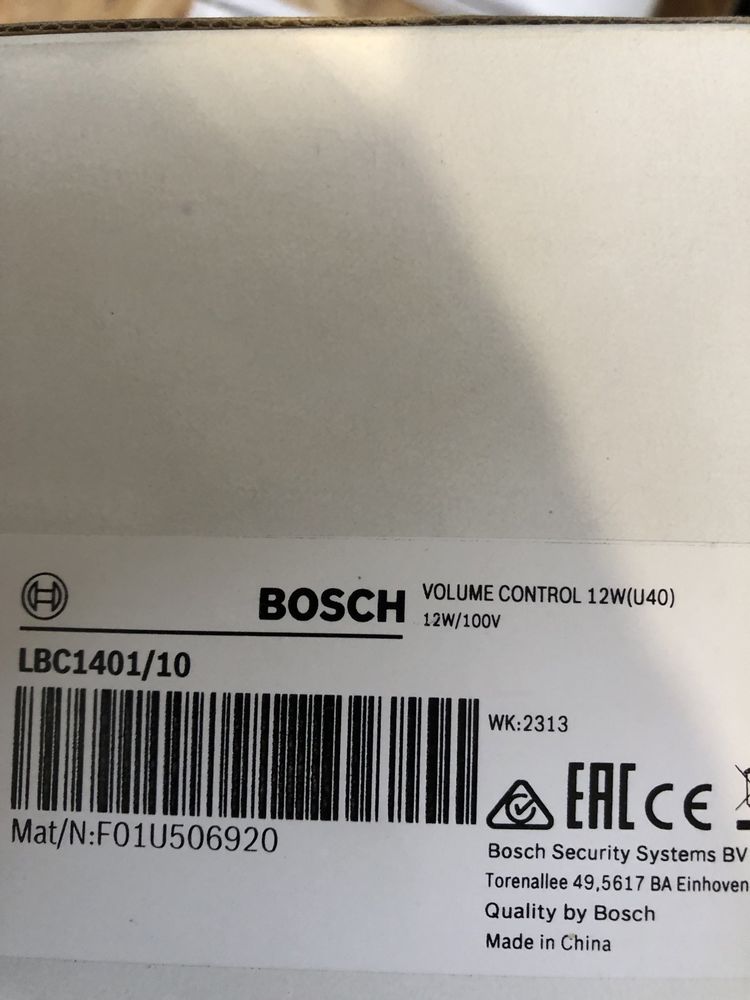 BOSCH
VOLUME CONTROL 12W(U40)
12W/100V
LBC1401/10
WK:2313
EAC CE
Mat/N:F01U506920
Bosch Security Systems BV
Torenallee 49,5617 BA Einhoven
Quality by Bosch
Made in China